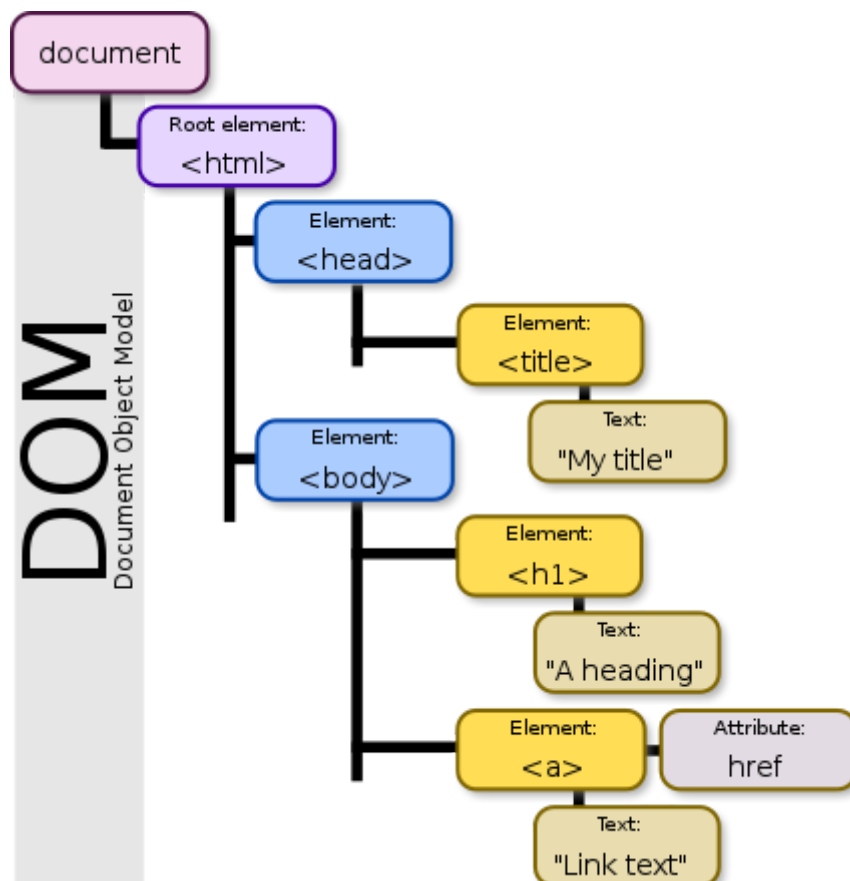 document
Root element:
<html>
Element:
<head>
Element:
<title>
Text:
"My title"
DOM
Document Object Model
Element:
<body>
Element:
<h1>
Text:
"A heading"
Element:
<a>
Attribute:
href
Text:
"Link text"